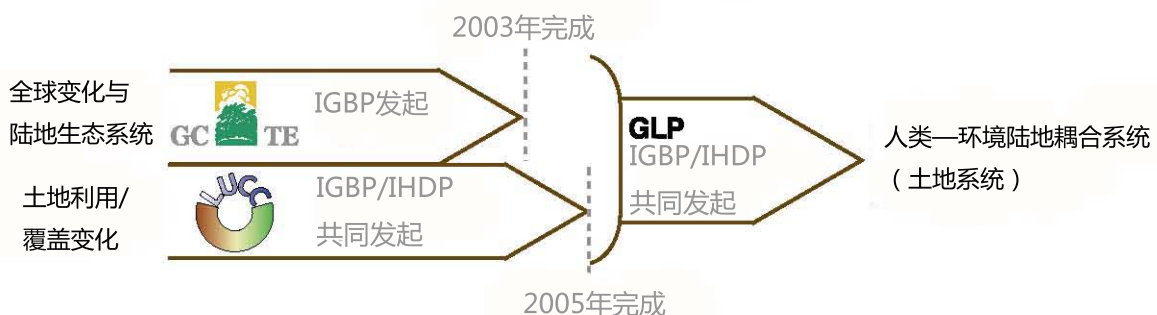 2003年完成
全球变化与
陆地生态系统
GC TE
IGBP发起
土地利用/
覆盖变化
LUCC
IGBP/IHDP
共同发起
GLP
IGBP/IHDP
共同发起
人类—环境陆地耦合系统
（土地系统）
2005年完成